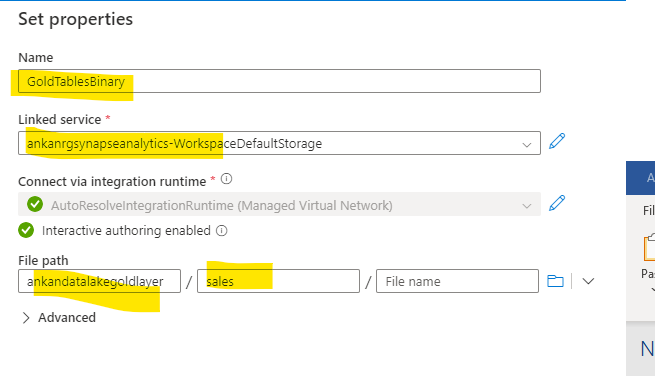 Set properties
Name
GoldTablesBinary
Linked service *
ankanrgsynapseanalytics-WorkspaceDefaultStorage
Connect via integration runtime *
AutoResolveIntegrationRuntime (Managed Virtual Network)
Interactive authoring enabled
File path
ankandatalakegoldlayer / sales / File name
Advanced
A
Fil
Pa
N